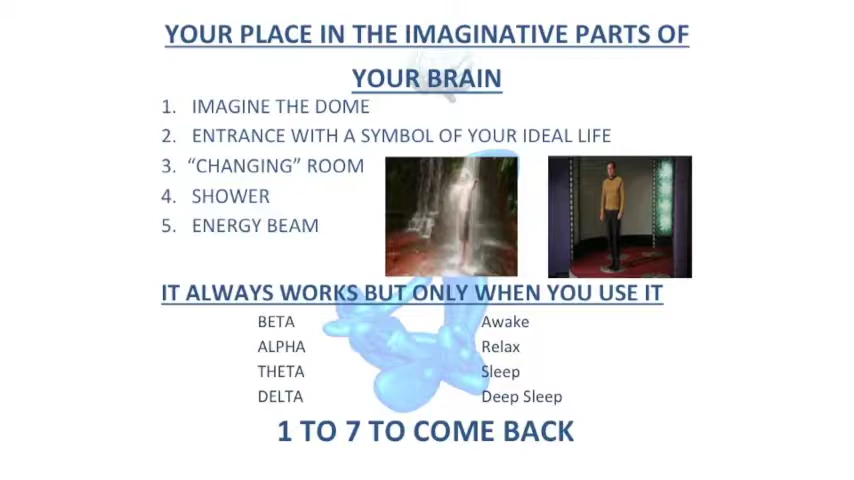 YOUR PLACE IN THE IMAGINATIVE PARTS OF
YOUR BRAIN
1. IMAGINE THE DOME
2. ENTRANCE WITH A SYMBOL OF YOUR IDEAL LIFE
3. “CHANGING” ROOM
4. SHOWER
5. ENERGY BEAM
IT ALWAYS WORKS BUT ONLY WHEN YOU USE IT
BETA Awake
ALPHA Relax
THETA Sleep
DELTA Deep Sleep
1 TO 7 TO COME BACK